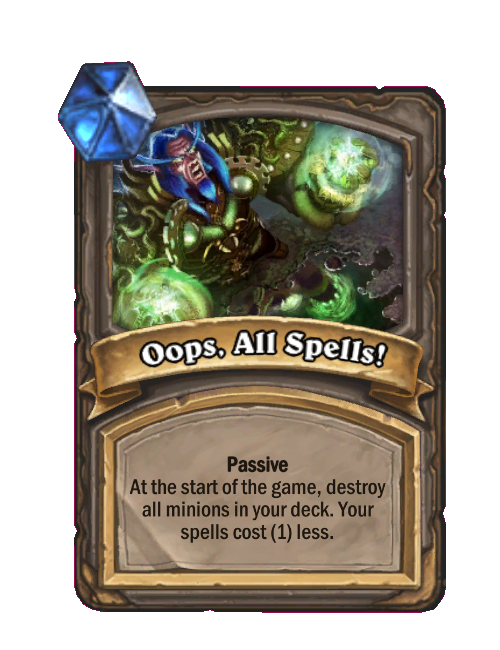 Oops, All Spells!
Passive
At the start of the game, destroy
all minions in your deck. Your
spells cost (1) less.